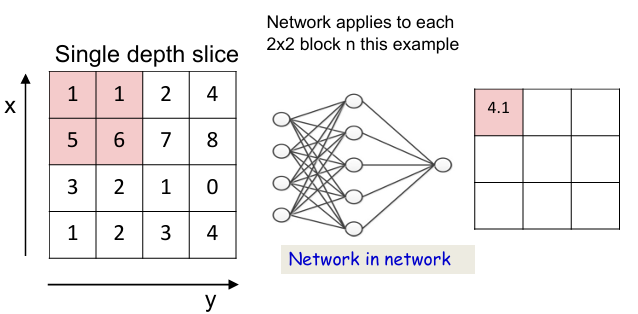 Network applies to each
2x2 block n this example
Single depth slice
x
1 1 2 4
5 6 7 8
3 2 1 0
1 2 3 4
y
4.1
Network in network